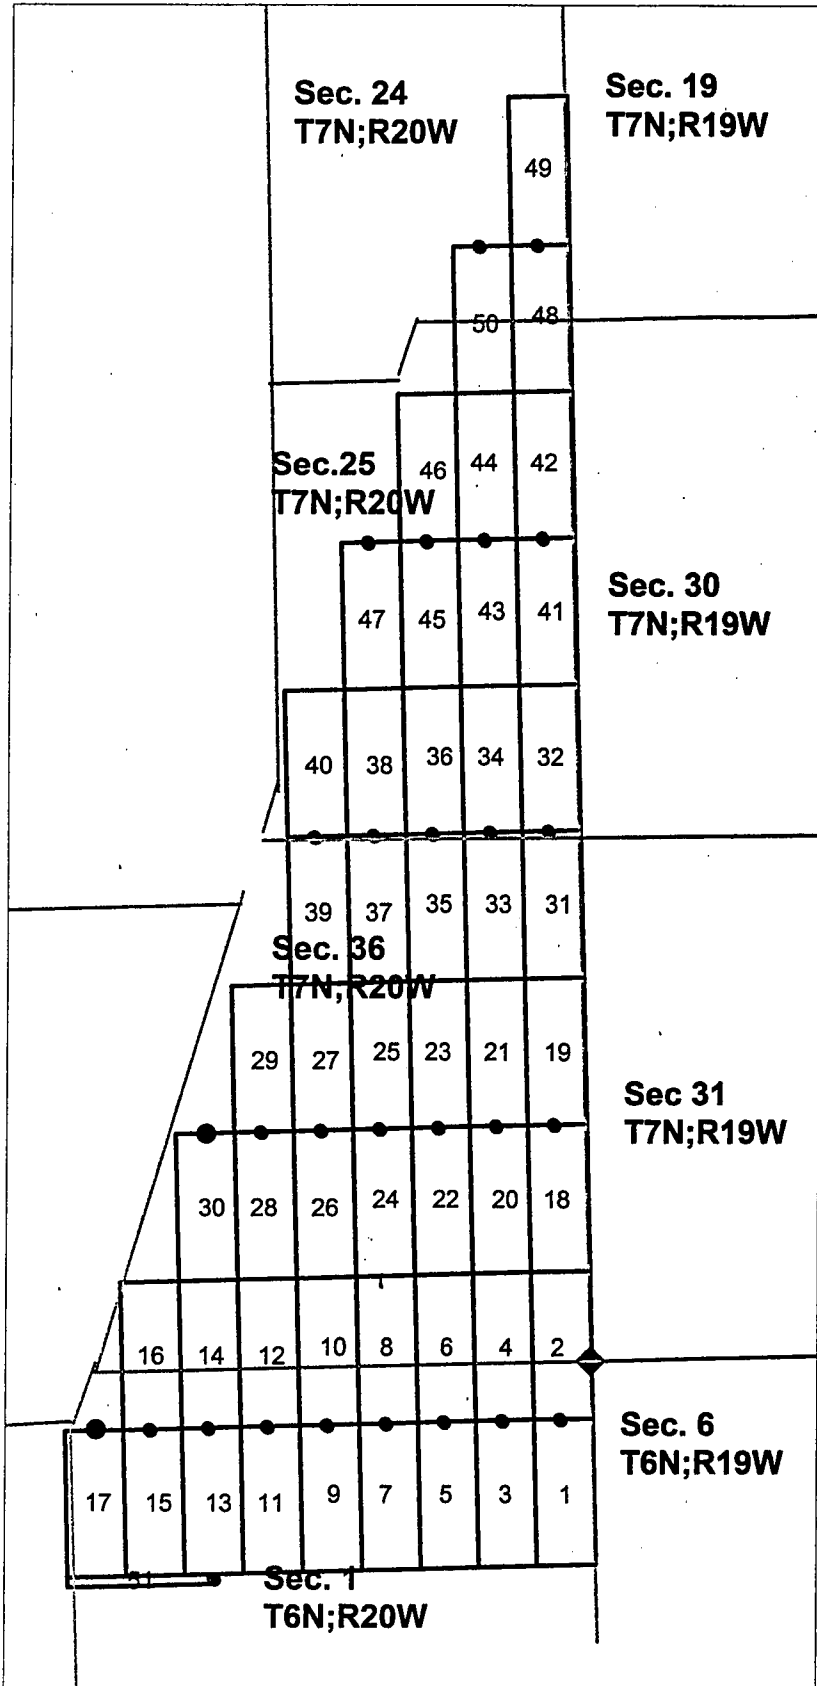 Sec. 24
T7N;R20W
Sec. 19
T7N;R19W
49
50 48
Sec.25
T7N;R20W
46 44 42
Sec. 30
T7N;R19W
47 45 43 41
40 38 36 34 32
39 37 35 33 31
Sec. 36
T7N;R20W
29 27 25 23 21 19
Sec 31
T7N;R19W
30 28 26 24 22 20 18
16 14 12 10 8 6 4 2
Sec. 6
T6N;R19W
17 15 13 11 9 7 5 3 1
51
Sec. 1
T6N;R20W